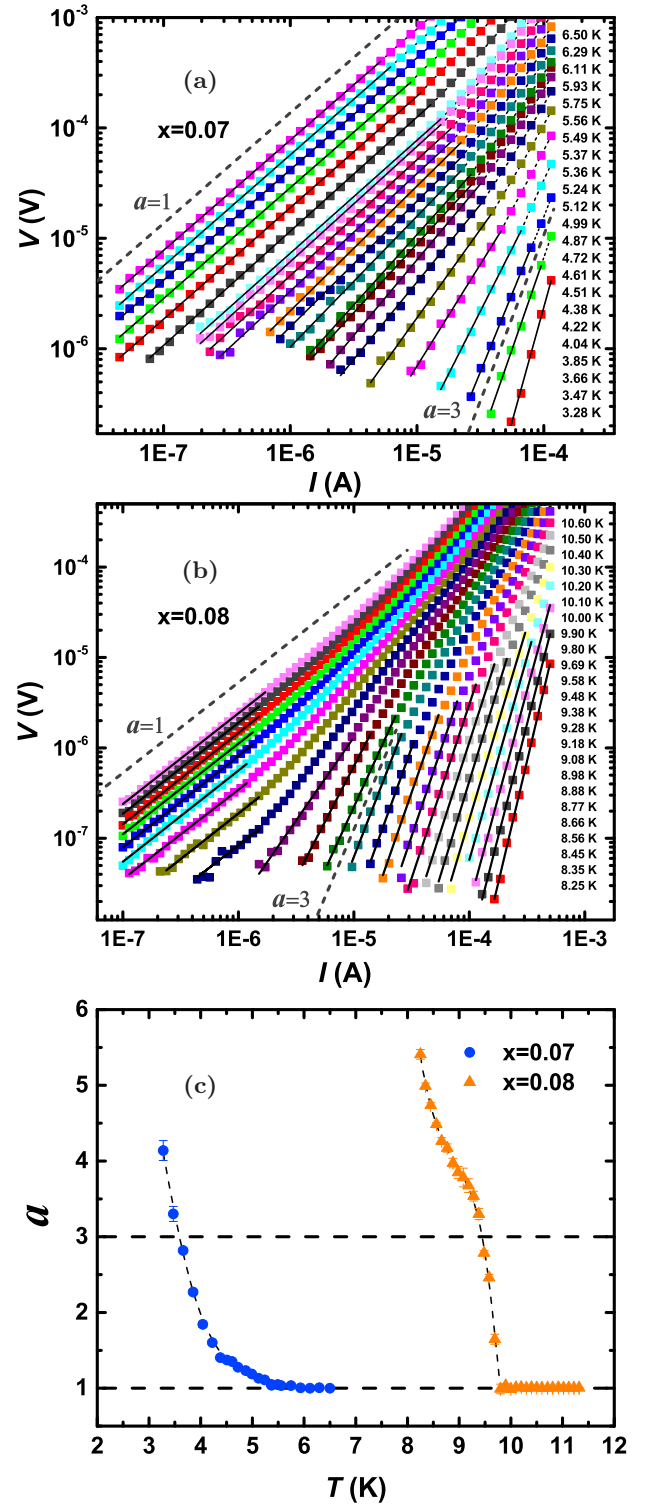 10⁻³
10⁻⁴
10⁻⁵
10⁻⁶
V (V)
(a)
x=0.07
a=1
a=3
6.50 K
6.29 K
6.11 K
5.93 K
5.75 K
5.56 K
5.49 K
5.37 K
5.36 K
5.24 K
5.12 K
4.99 K
4.87 K
4.72 K
4.61 K
4.51 K
4.38 K
4.22 K
4.04 K
3.85 K
3.66 K
3.47 K
3.28 K
1E-7 1E-6 1E-5 1E-4
I (A)
10⁻⁴
10⁻⁵
10⁻⁶
10⁻⁷
V (V)
(b)
x=0.08
a=1
a=3
10.60 K
10.50 K
10.40 K
10.30 K
10.20 K
10.10 K
10.00 K
9.90 K
9.80 K
9.69 K
9.58 K
9.48 K
9.38 K
9.28 K
9.18 K
9.08 K
8.98 K
8.88 K
8.77 K
8.66 K
8.56 K
8.45 K
8.35 K
8.25 K
1E-7 1E-6 1E-5 1E-4 1E-3
I (A)
6
5
4
3
2
1
a
(c)
x=0.07
x=0.08
2 3 4 5 6 7 8 9 10 11 12
T (K)